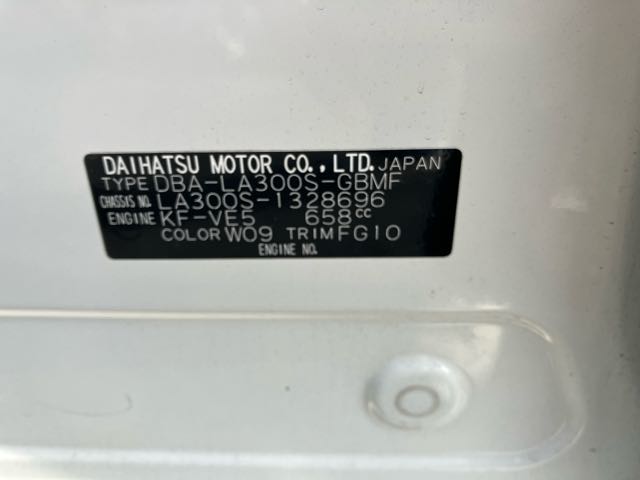 DAIHATSU MOTOR CO., LTD. JAPAN
TYPE DBA-LA300S-GBMF
CHASSIS NO. LA300S-1328696
ENGINE KF-VE5 658cc
COLOR W09 TRIM FG10
ENGINE NO.